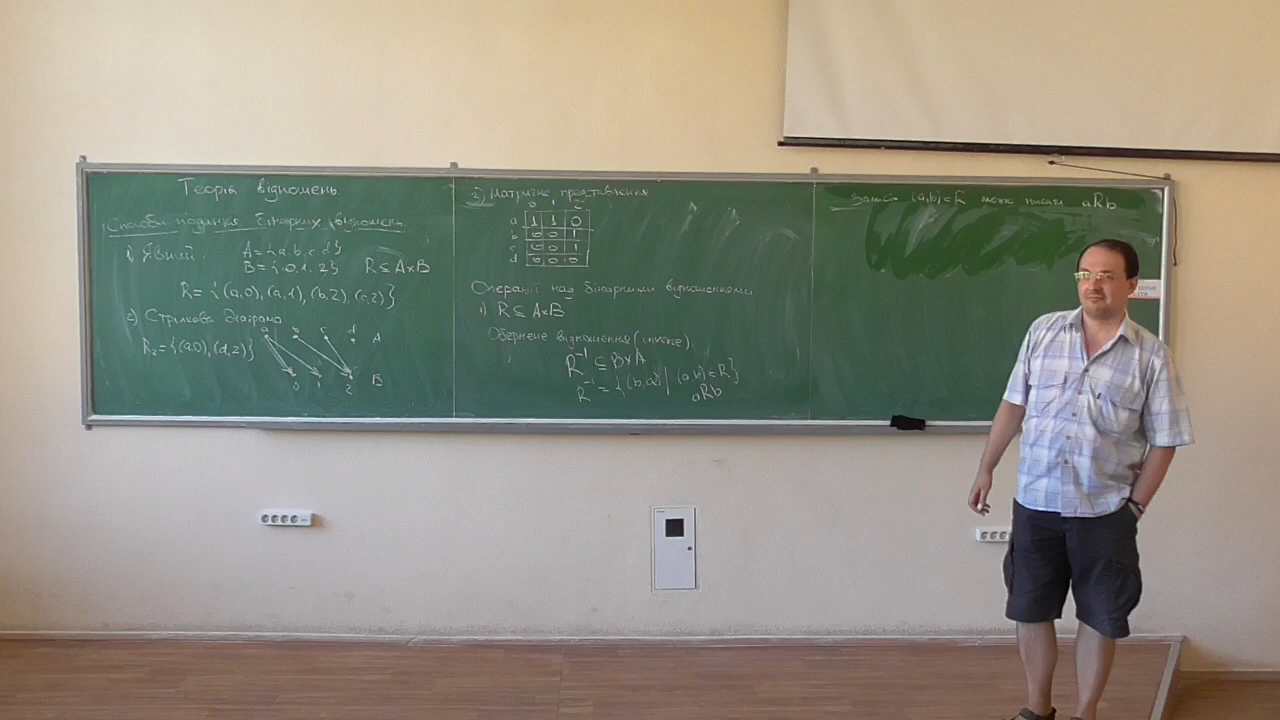 Теорія відношень.
Способи подання бінарних відношень.
1) Явний. A={a,b,c,d}
B={0,1,2} R⊆A×B
R={(a,0),(a,1),(b,2),(c,2)}
2) Стрілкова діаграма
a b c d A
R₂={(a,0),(d,2)}
0 1 2 B
2) Матричне представлення
0 1 2
a 1 1 0
b 0 0 1
c 0 0 1
d 0 0 0
Операції над бінарними відношеннями
1) R⊆A×B
Обернене відношення (inverse).
R⁻¹⊆B×A
R⁻¹={(b,a)|(a,b)∈R}
aRb
Замість (a,b)∈R можна писати aRb